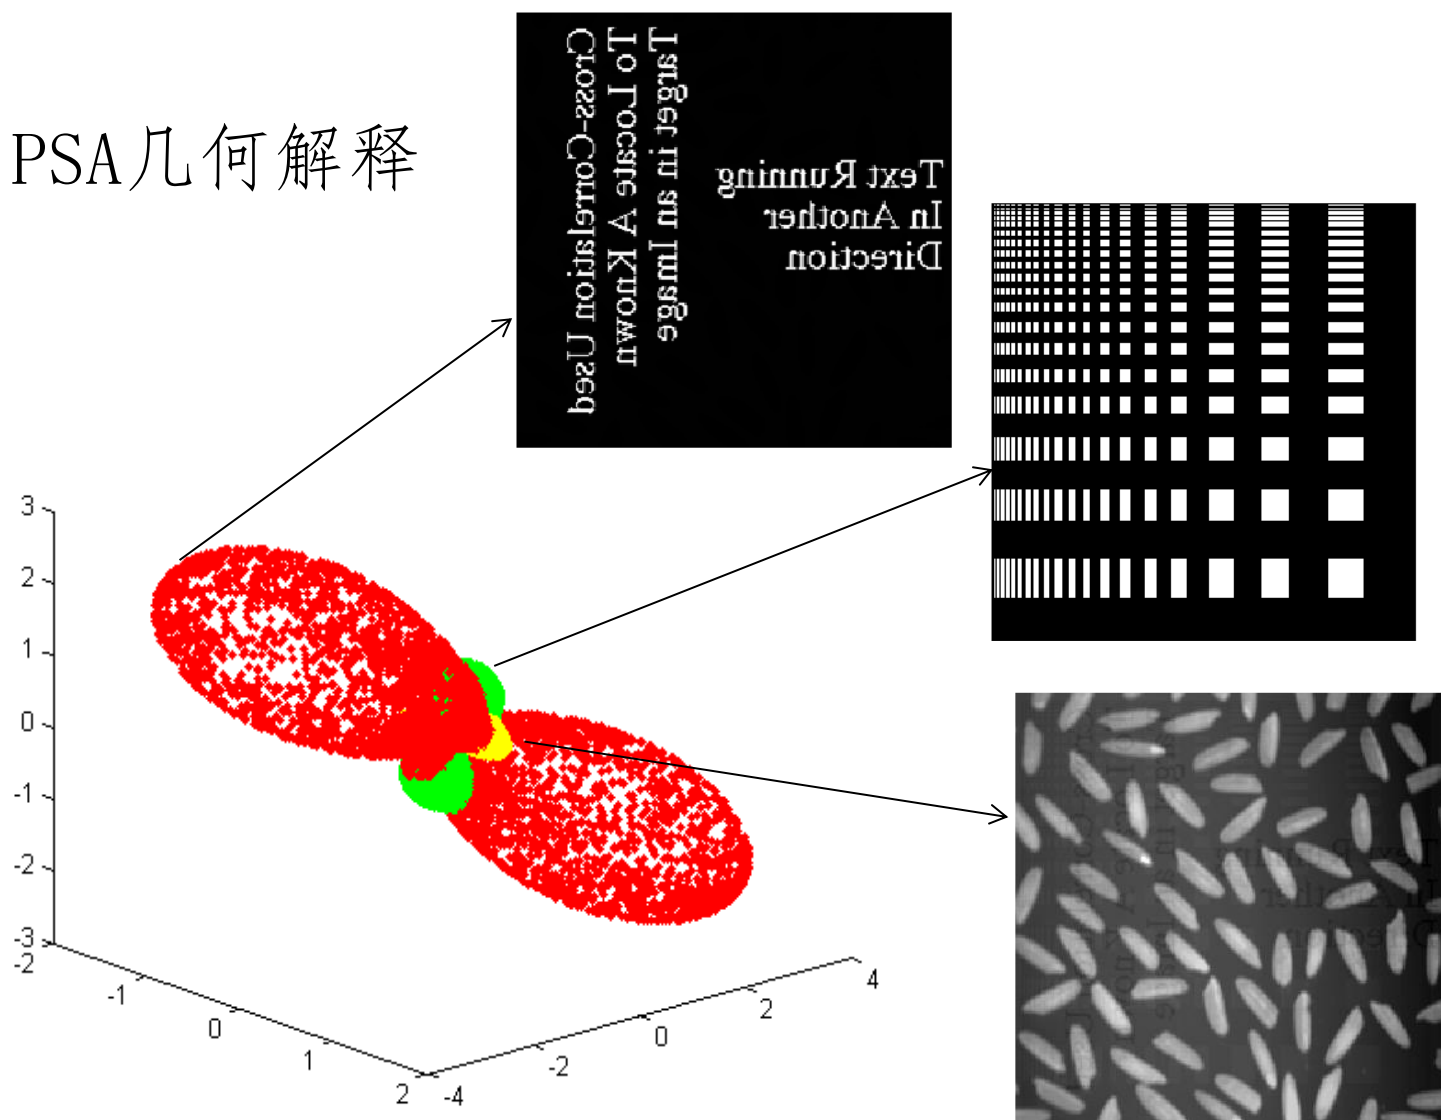 PSA几何解释
Cross-Correlation Used
To Locate A Known
Target in an Image
Text Running
In Another
Direction
3
2
1
0
-1
-2
-3
-2
-1
0
1
2
-4
-2
0
2
4